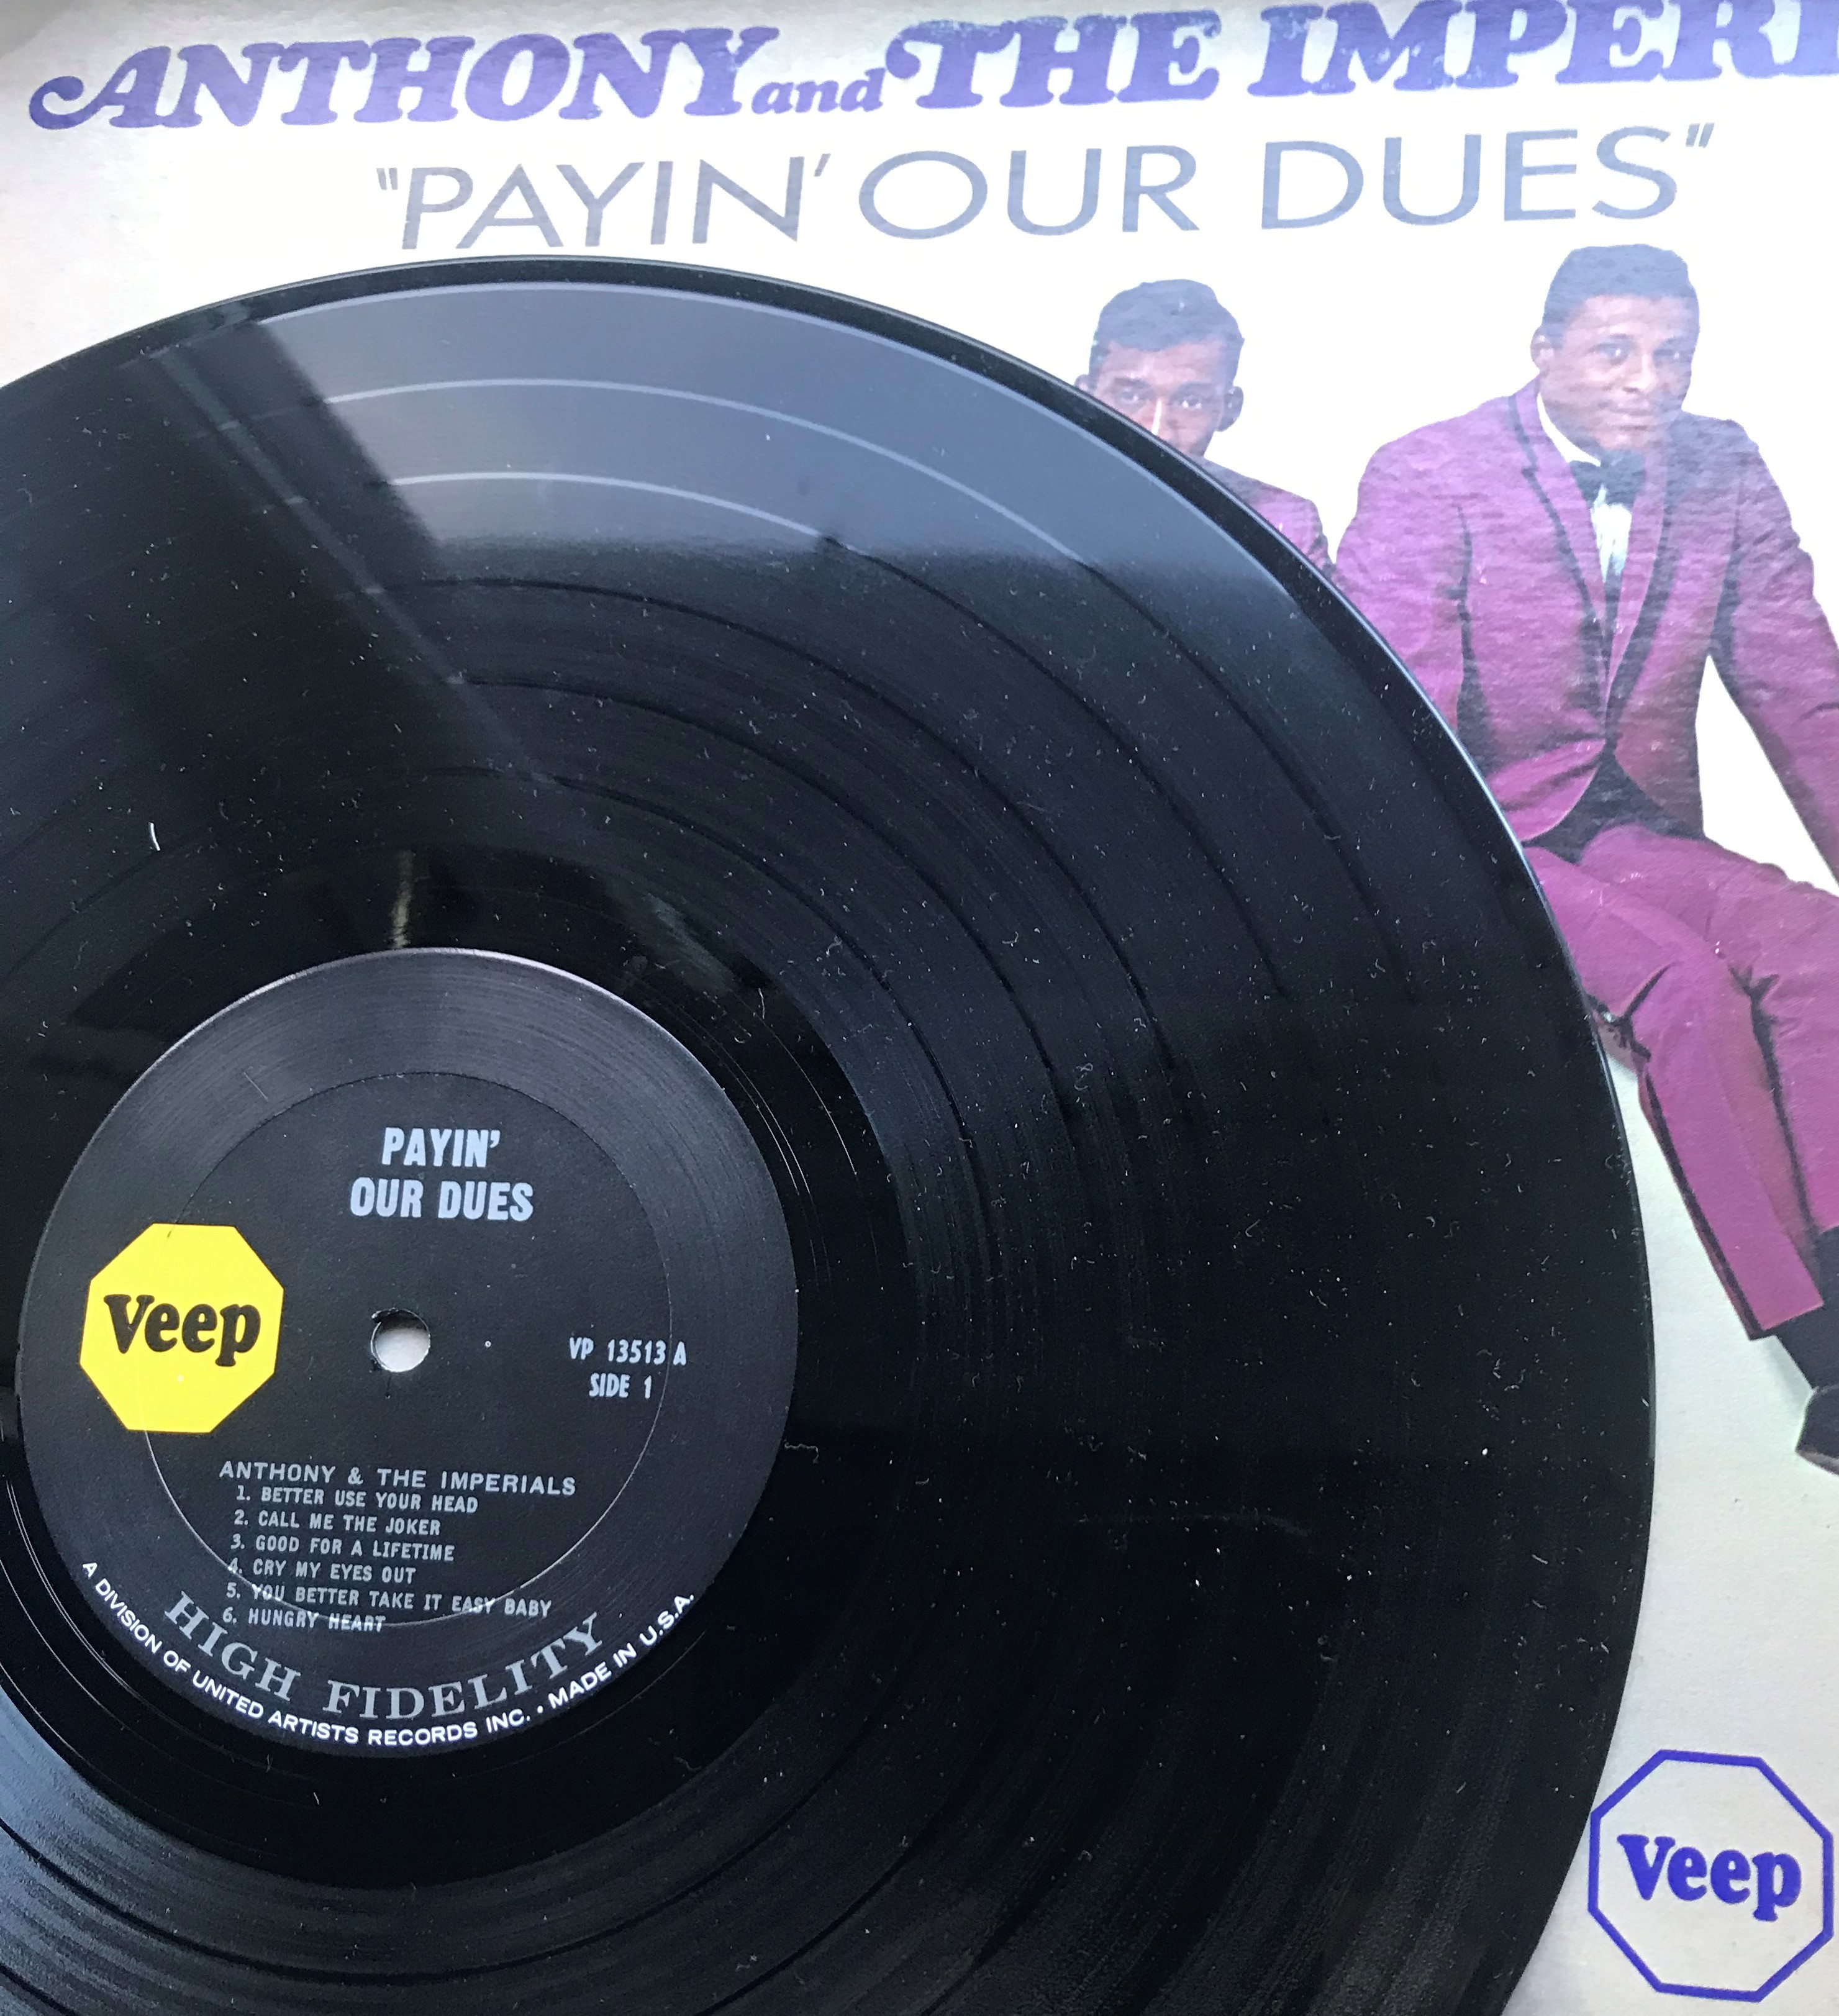 ANTHONY and THE IMPERI
"PAYIN' OUR DUES"
PAYIN'
OUR DUES
Veep
VP 13513 A
SIDE 1
ANTHONY & THE IMPERIALS
1. BETTER USE YOUR HEAD
2. CALL ME THE JOKER
3. GOOD FOR A LIFETIME
4. CRY MY EYES OUT
5. YOU BETTER TAKE IT EASY BABY
6. HUNGRY HEART
HIGH FIDELITY
A DIVISION OF UNITED ARTISTS RECORDS INC. • MADE IN U.S.A.
Veep